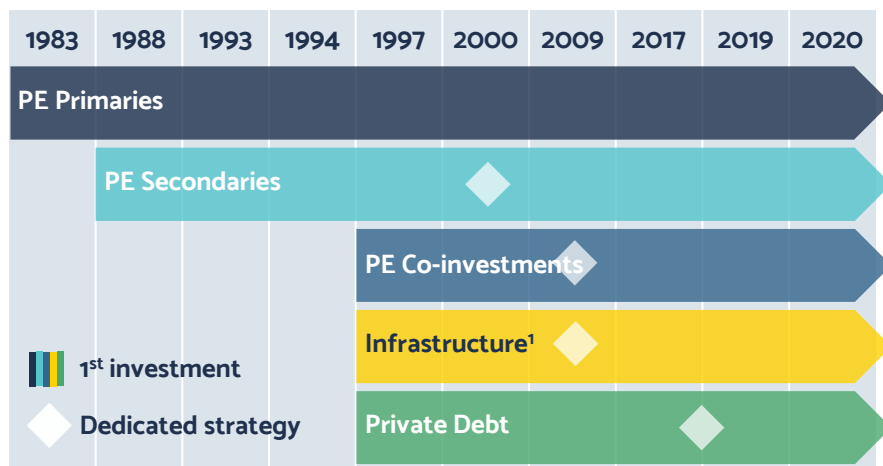 1983 1988 1993 1994 1997 2000 2009 2017 2019 2020
PE Primaries
PE Secondaries
PE Co-investments
Infrastructure¹
1st investment
Dedicated strategy
Private Debt